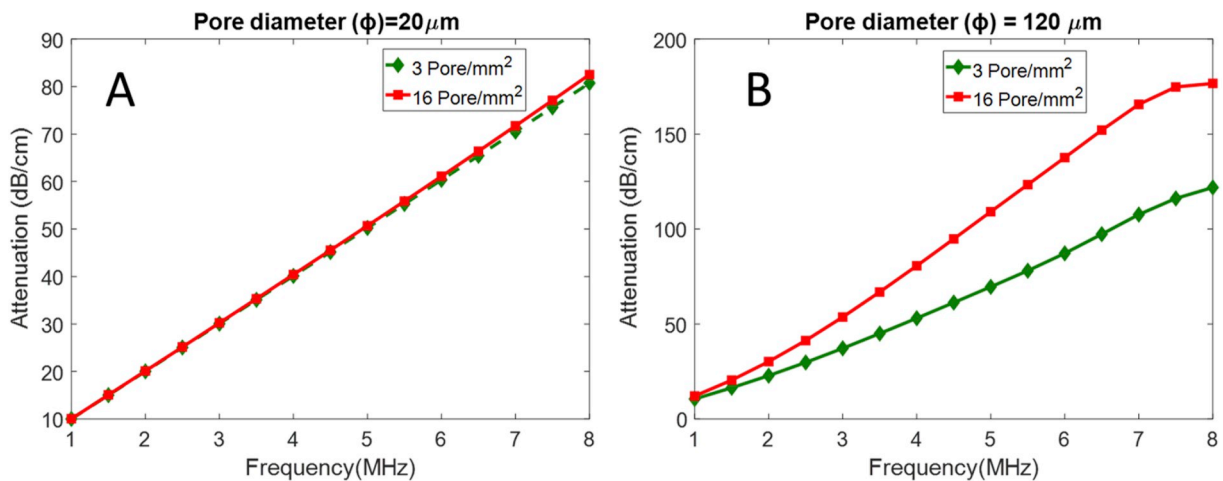 Pore diameter (ϕ)=20μm
A
3 Pore/mm²
16 Pore/mm²
90
80
70
60
50
40
30
20
10
Attenuation (dB/cm)
1 2 3 4 5 6 7 8
Frequency(MHz)
Pore diameter (ϕ) = 120 μm
B
3 Pore/mm²
16 Pore/mm²
200
150
100
50
0
Attenuation (dB/cm)
1 2 3 4 5 6 7 8
Frequency(MHz)